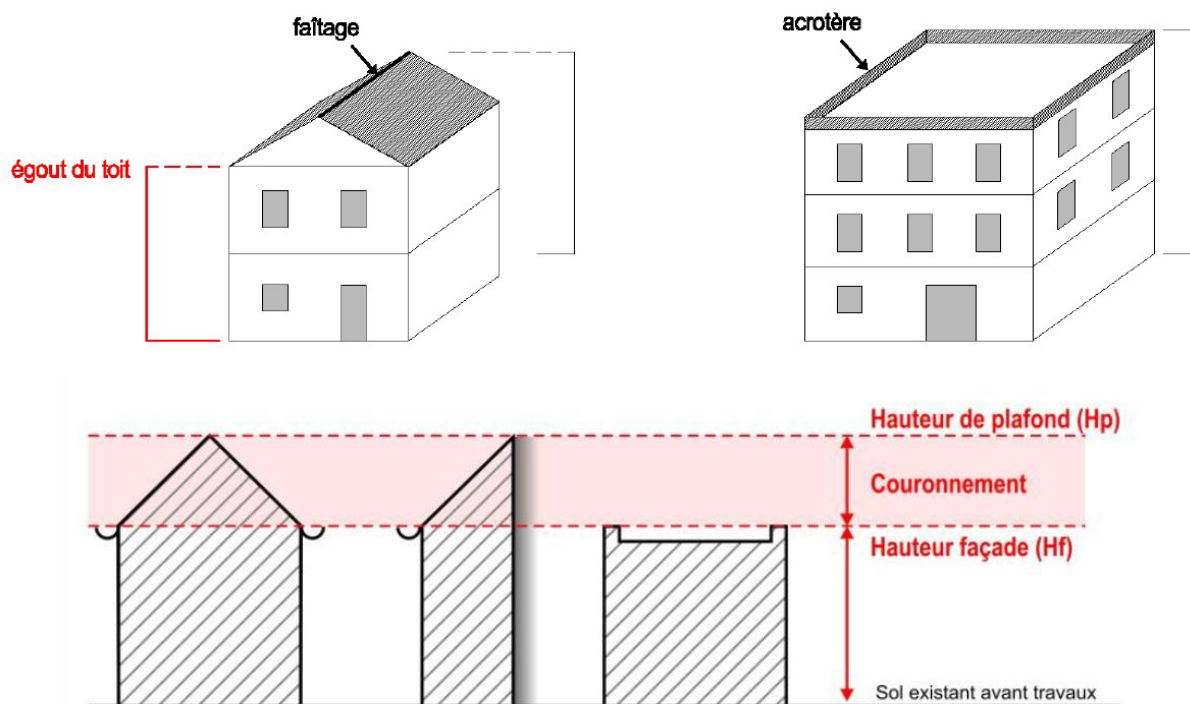 faîtage
acrotère
égout du toit
Hauteur de plafond (Hp)
Couronnement
Hauteur façade (Hf)
Sol existant avant travaux